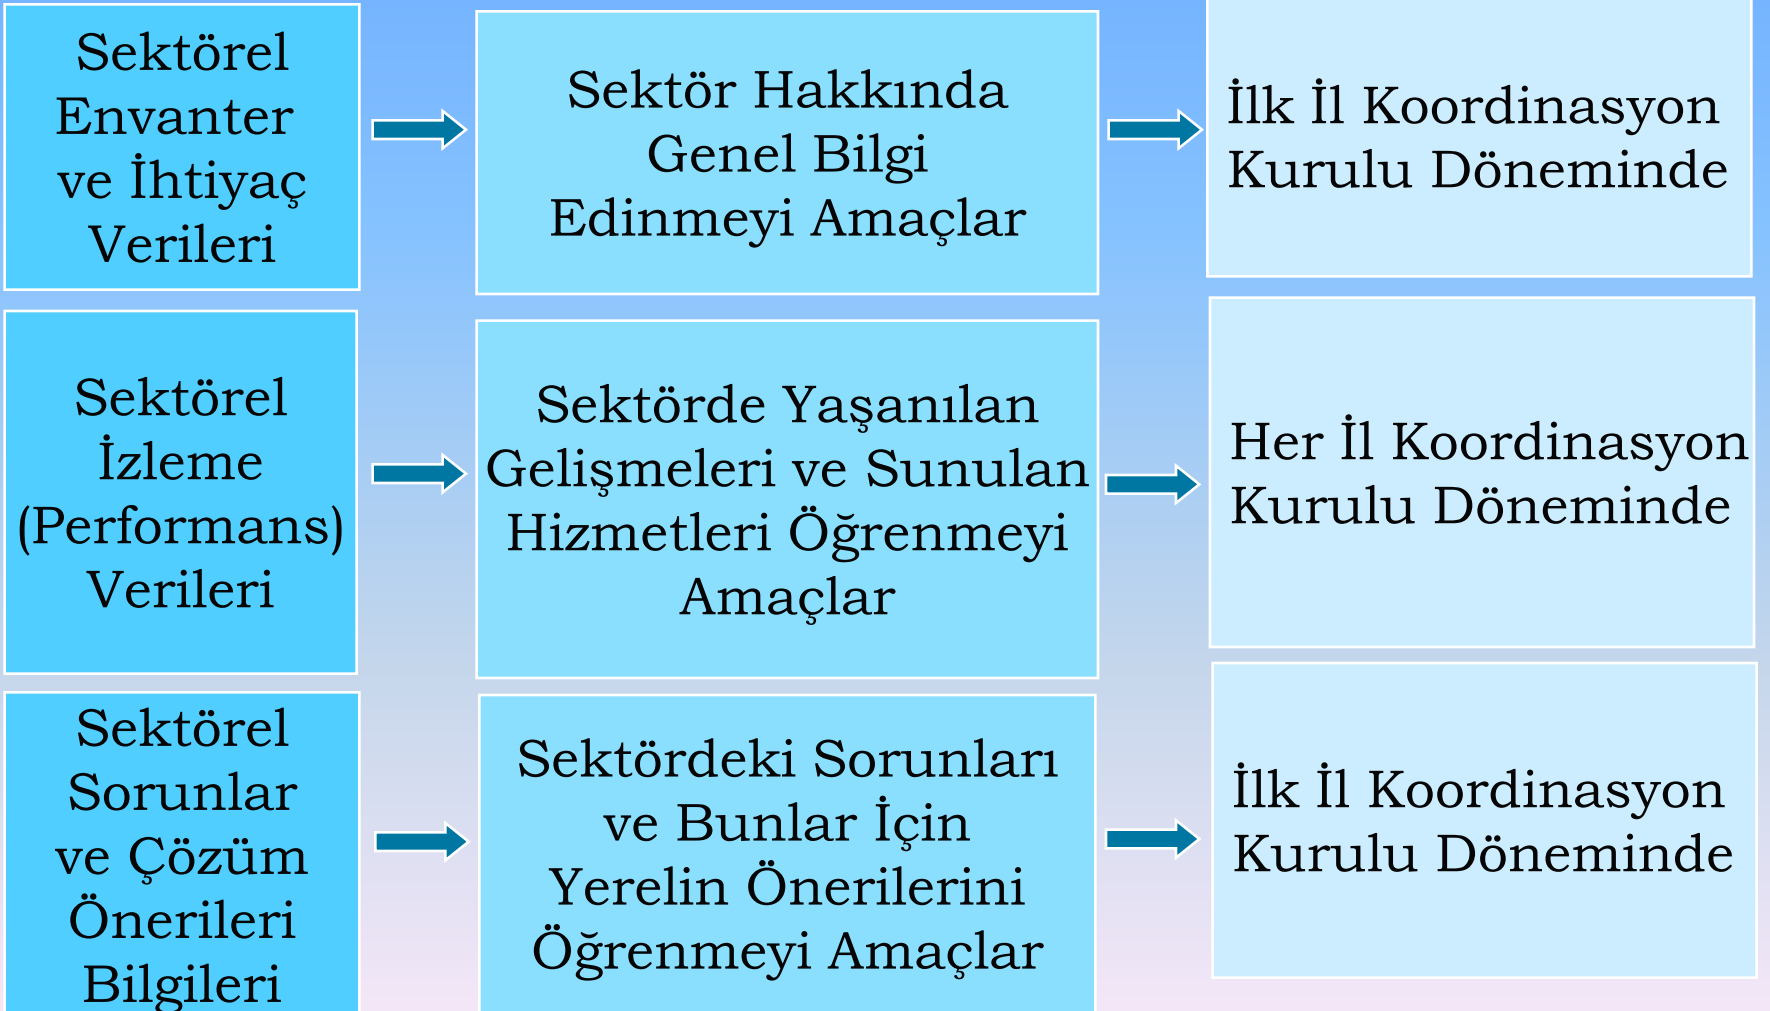 Sektörel
Envanter
ve İhtiyaç
Verileri
Sektör Hakkında
Genel Bilgi
Edinmeyi Amaçlar
İlk İl Koordinasyon
Kurulu Döneminde
Sektörel
İzleme
(Performans)
Verileri
Sektörde Yaşanılan
Gelişmeleri ve Sunulan
Hizmetleri Öğrenmeyi
Amaçlar
Her İl Koordinasyon
Kurulu Döneminde
Sektörel
Sorunlar
ve Çözüm
Önerileri
Bilgileri
Sektördeki Sorunları
ve Bunlar İçin
Yerelin Önerilerini
Öğrenmeyi Amaçlar
İlk İl Koordinasyon
Kurulu Döneminde